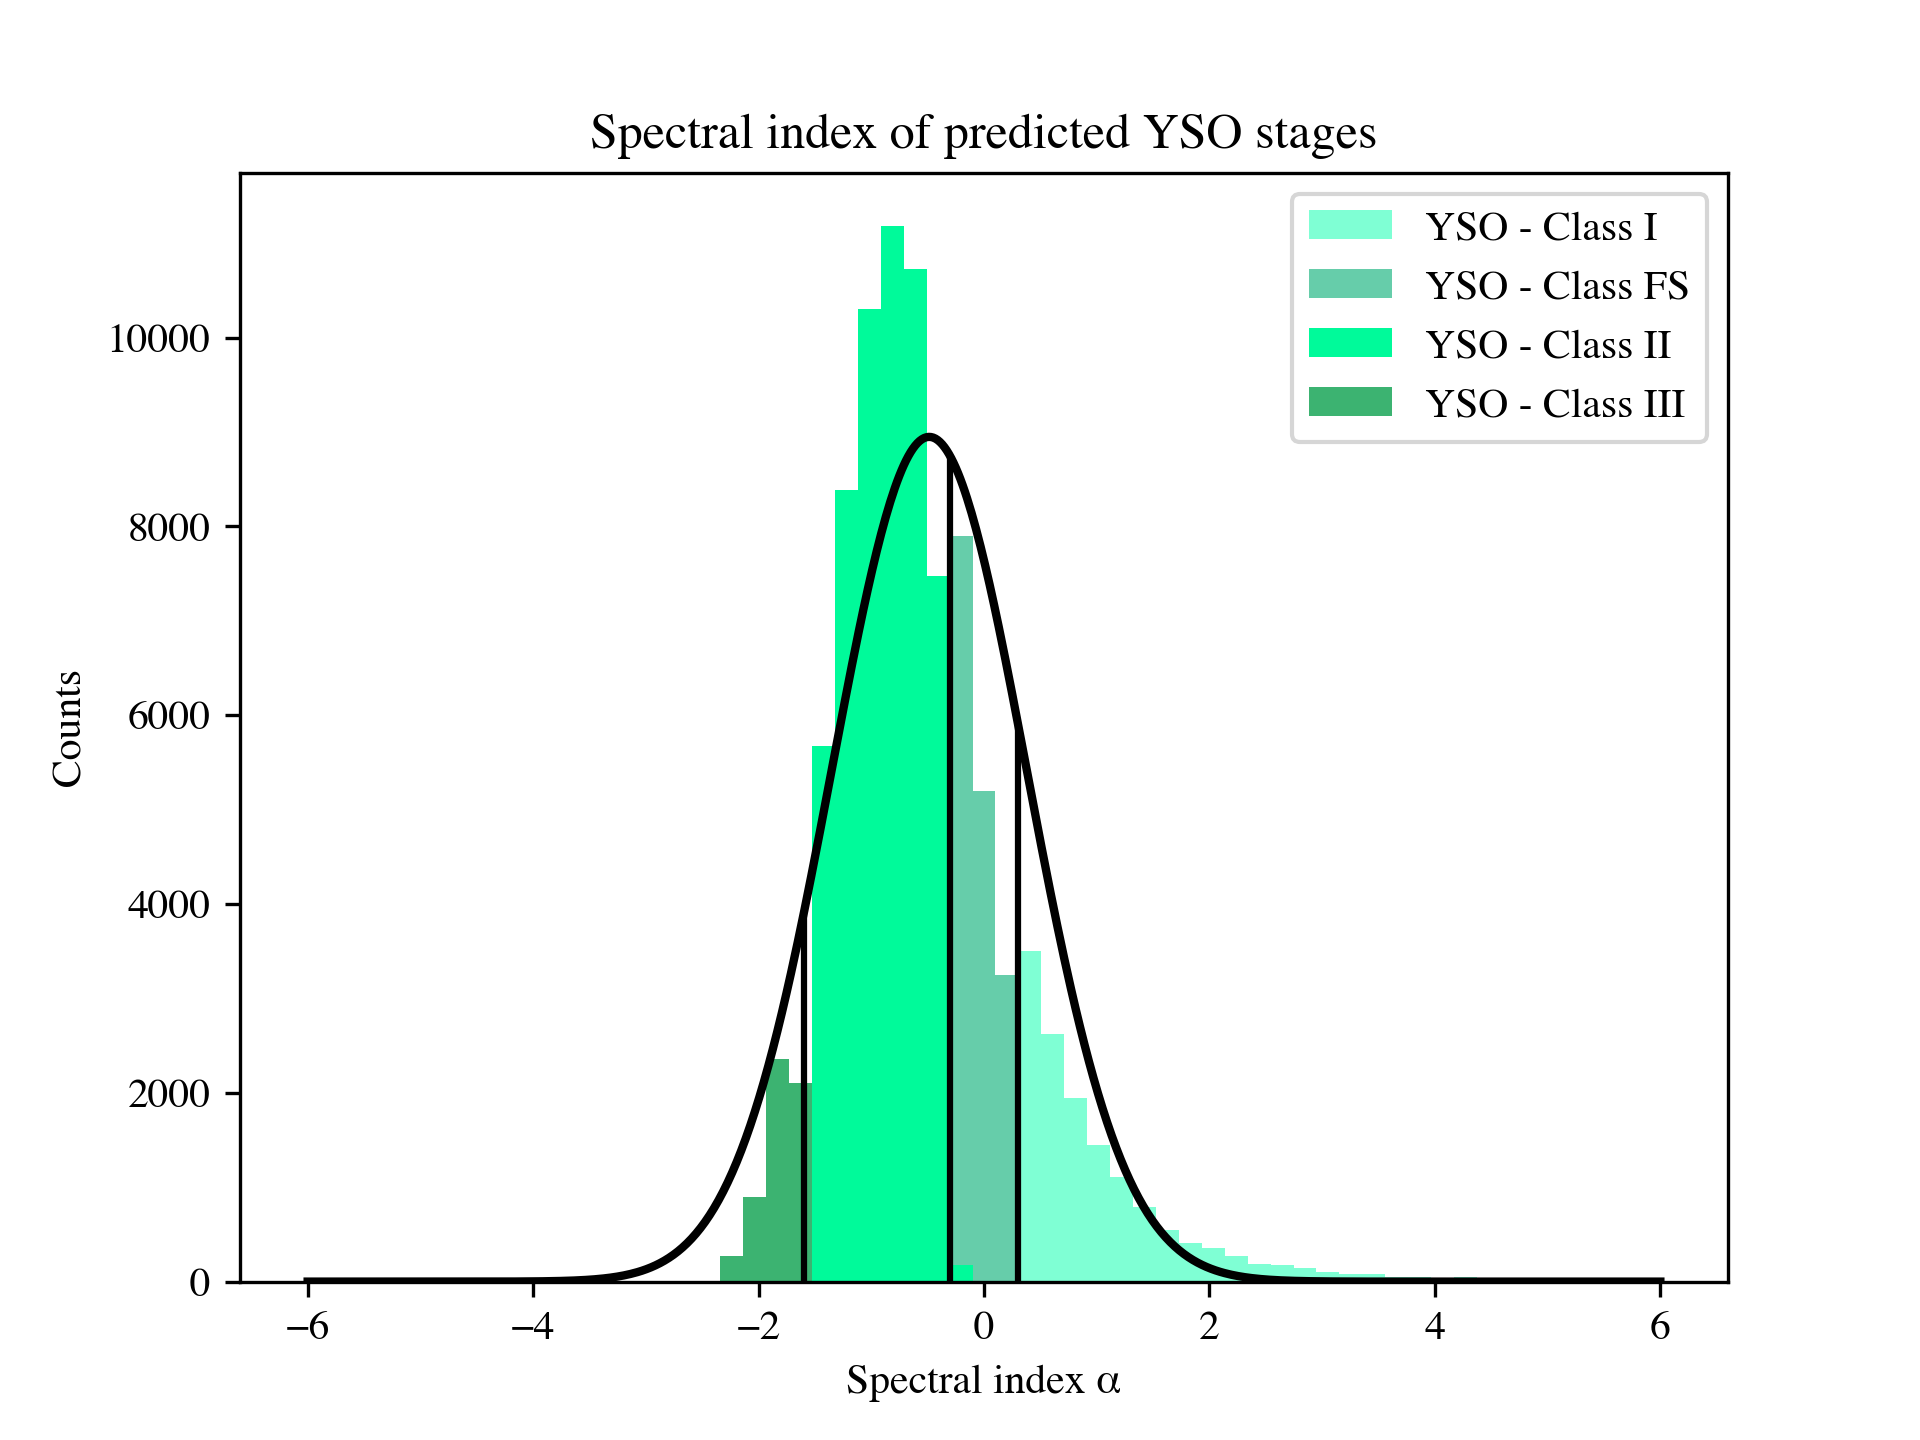 Spectral index of predicted YSO stages
YSO - Class I
YSO - Class FS
YSO - Class II
YSO - Class III
Counts
10000
8000
6000
4000
2000
0
−6 −4 −2 0 2 4 6
Spectral index α